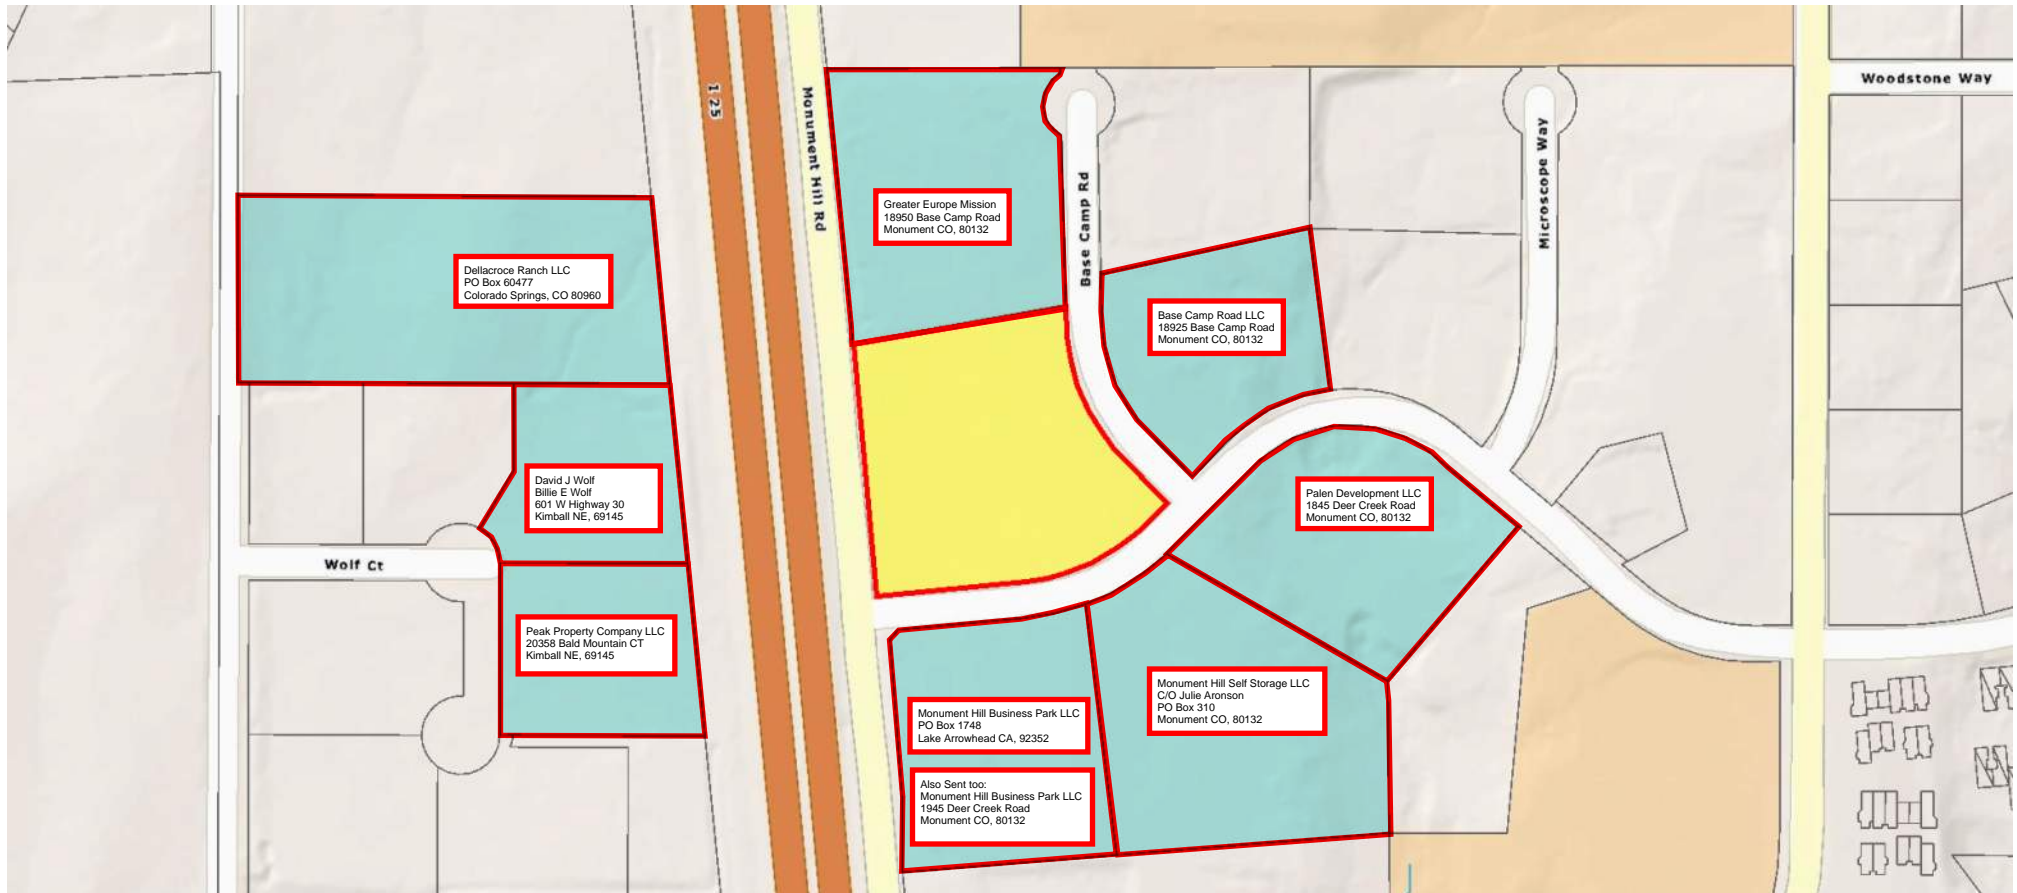 Woodstone Way
I 25
Monument Hill Rd
Base Camp Rd
Microscope Way
Greater Europe Mission
18950 Base Camp Road
Monument CO, 80132
Dellacroce Ranch LLC
PO Box 60477
Colorado Springs, CO 80960
Base Camp Road LLC
18925 Base Camp Road
Monument CO, 80132
David J Wolf
Billie E Wolf
601 W Highway 30
Kimball NE, 69145
Palen Development LLC
1845 Deer Creek Road
Monument CO, 80132
Wolf Ct
Peak Property Company LLC
20358 Bald Mountain CT
Kimball NE, 69145
Monument Hill Self Storage LLC
C/O Julie Aronson
PO Box 310
Monument CO, 80132
Monument Hill Business Park LLC
PO Box 1748
Lake Arrowhead CA, 92352
Also Sent too:
Monument Hill Business Park LLC
1945 Deer Creek Road
Monument CO, 80132